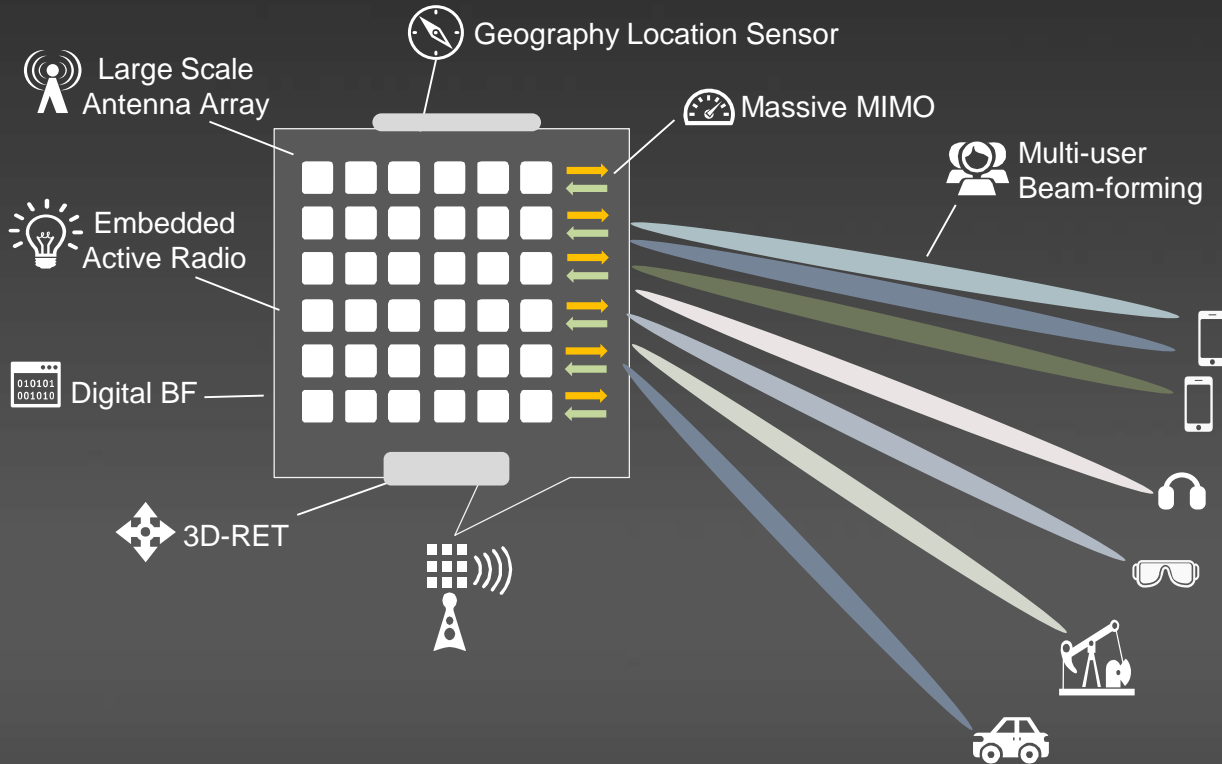 Geography Location Sensor
Large Scale
Antenna Array
Massive MIMO
Multi-user
Beam-forming
Embedded
Active Radio
010101
001010
Digital BF
3D-RET